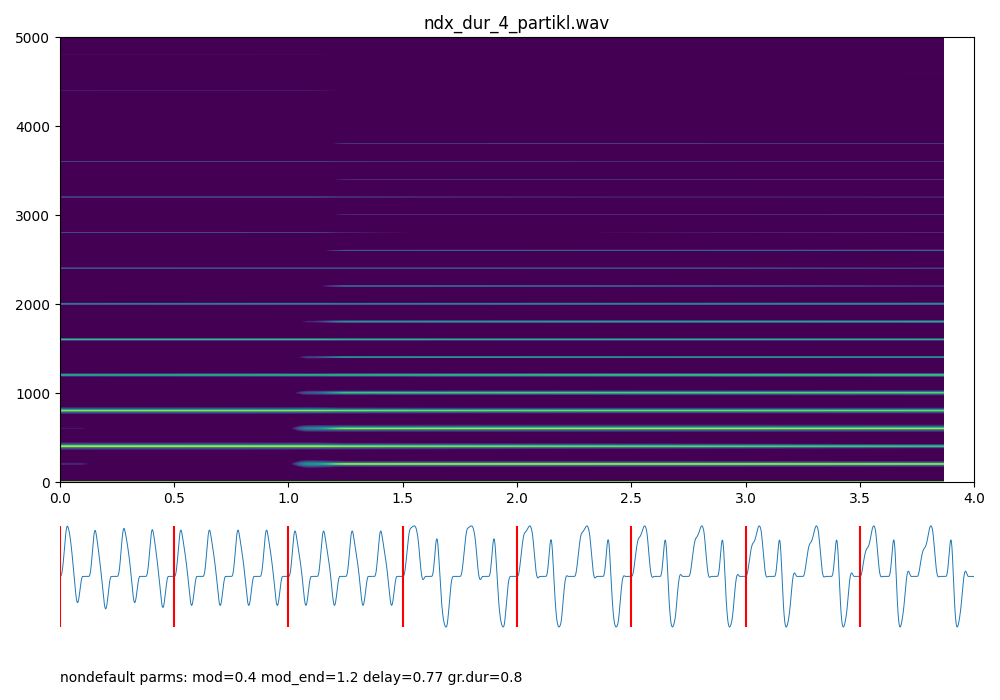 ndx_dur_4_partikl.wav
5000
4000
3000
2000
1000
0
0.0 0.5 1.0 1.5 2.0 2.5 3.0 3.5 4.0
nondefault parms: mod=0.4 mod_end=1.2 delay=0.77 gr.dur=0.8